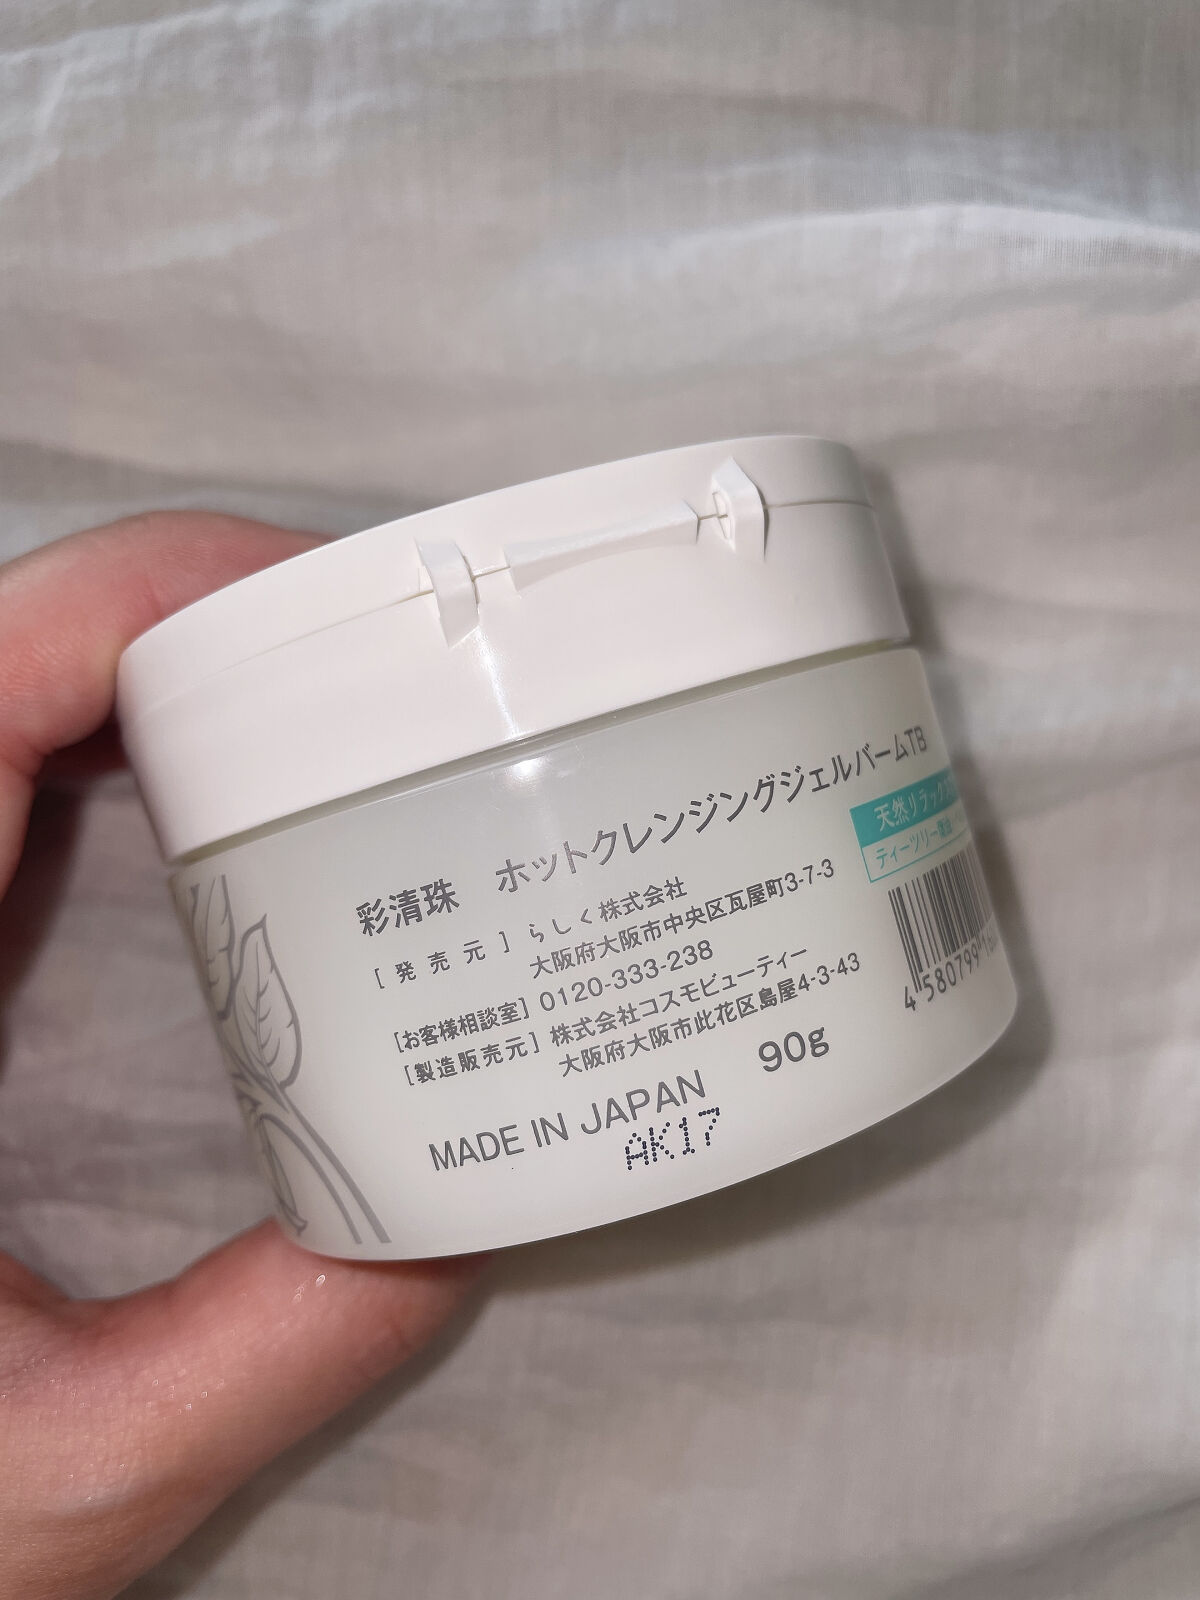 彩清珠 ホットクレンジングジェルバームTB
[発売元] らしく株式会社
大阪府大阪市中央区瓦屋町3-7-3
[お客様相談室] 0120-333-238
[製造販売元] 株式会社コスモビューティー
大阪府大阪市此花区島屋4-3-43
MADE IN JAPAN 90g
AK17
天然リラックス
ティーツリー
4 580799